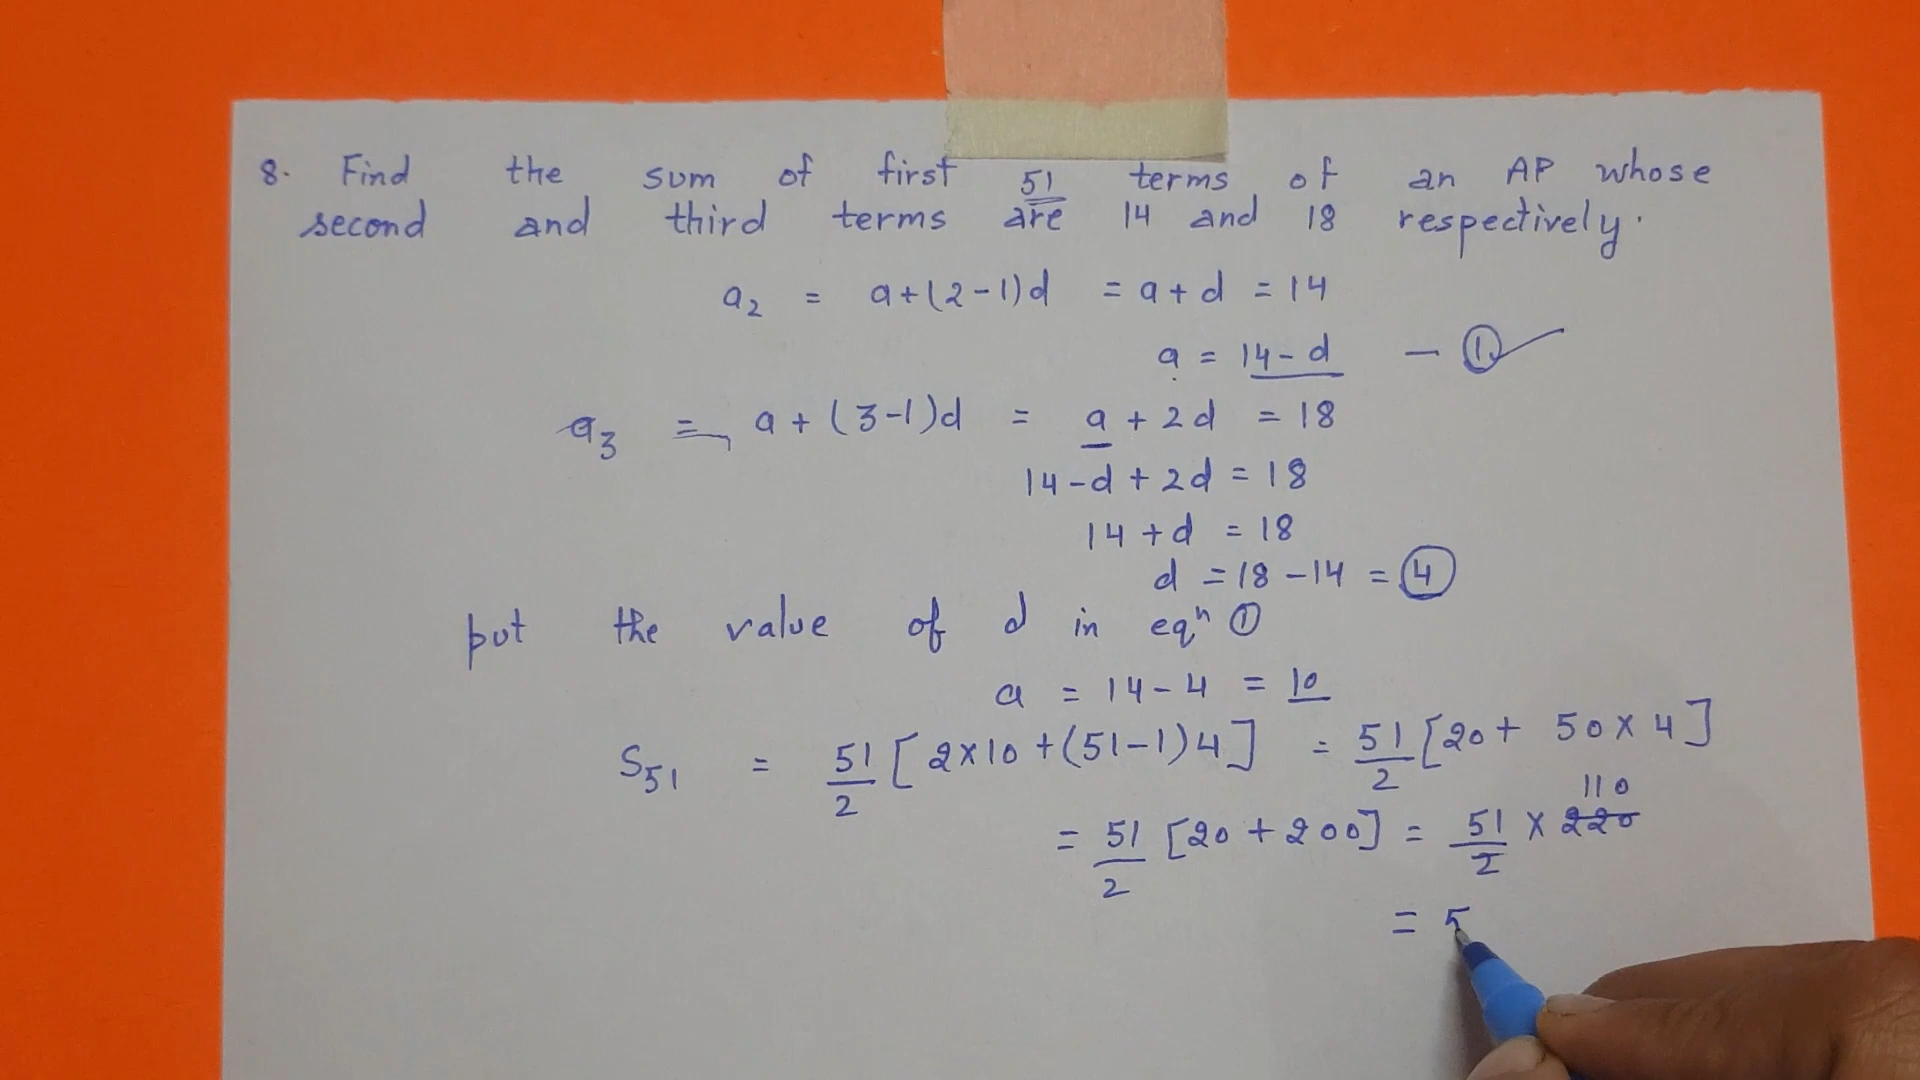 8. Find the sum of first 51 terms of an AP whose
second and third terms are 14 and 18 respectively.
a₂ = a+(2-1)d = a+d = 14
a = 14-d — ①
a₃ = a+(3-1)d = a+2d = 18
14-d+2d = 18
14+d = 18
d = 18-14 = 4
put the value of d in eqⁿ ①
a = 14-4 = 10
S₅₁ = 51/2 [2×10+(51-1)4] = 51/2 [20+50×4]
= 51/2 [20+200] = 51/2 × 220 110
= 5